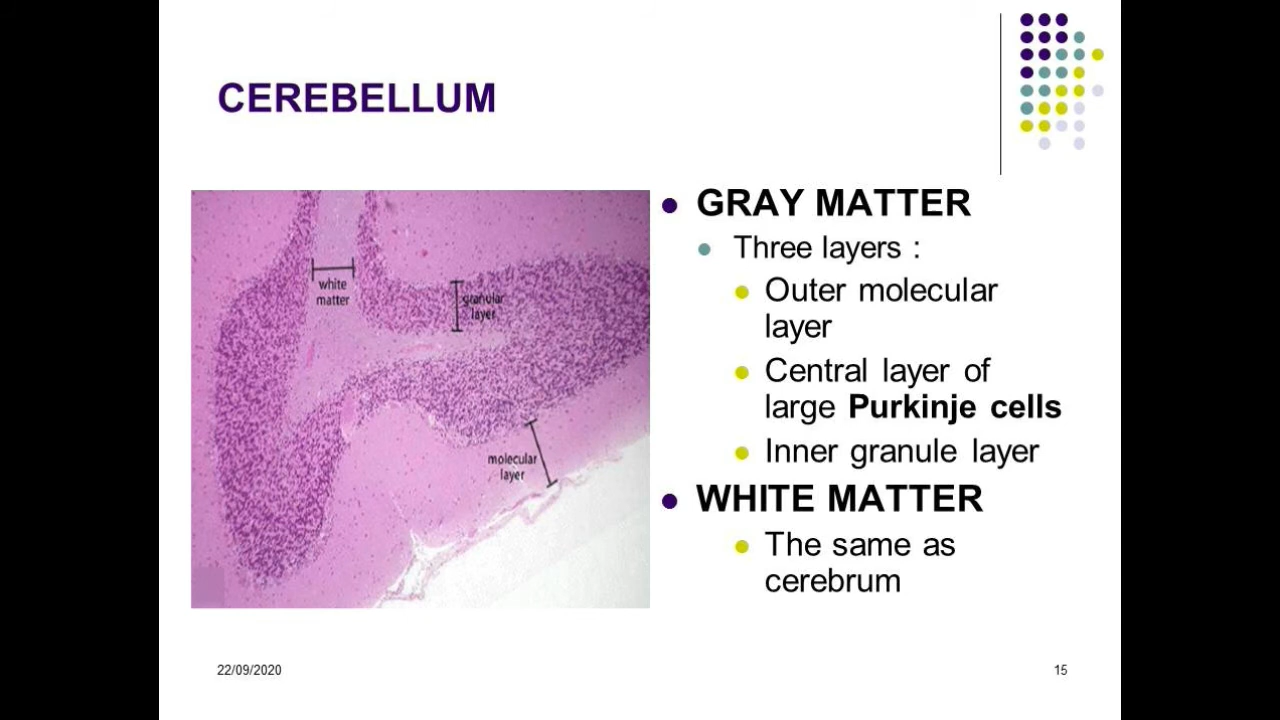 CEREBELLUM
white
matter
granular
layer
molecular
layer
GRAY MATTER
Three layers :
Outer molecular
layer
Central layer of
large Purkinje cells
Inner granule layer
WHITE MATTER
The same as
cerebrum
22/09/2020
15